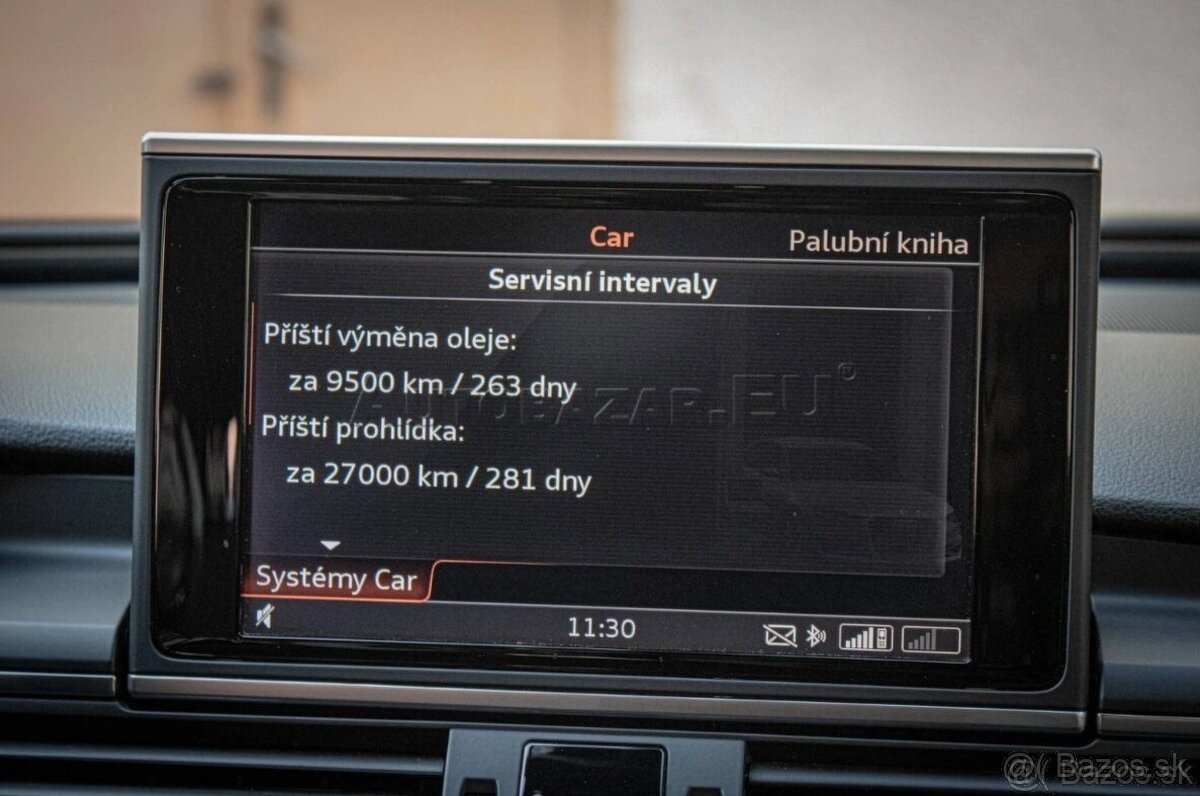 Car
Palubní kniha
Servisní intervaly
Příští výměna oleje:
za 9500 km / 263 dny
AUTOBAZAR.EU®
Příští prohlídka:
za 27000 km / 281 dny
Systémy Car
11:30
@( Bazos.sk